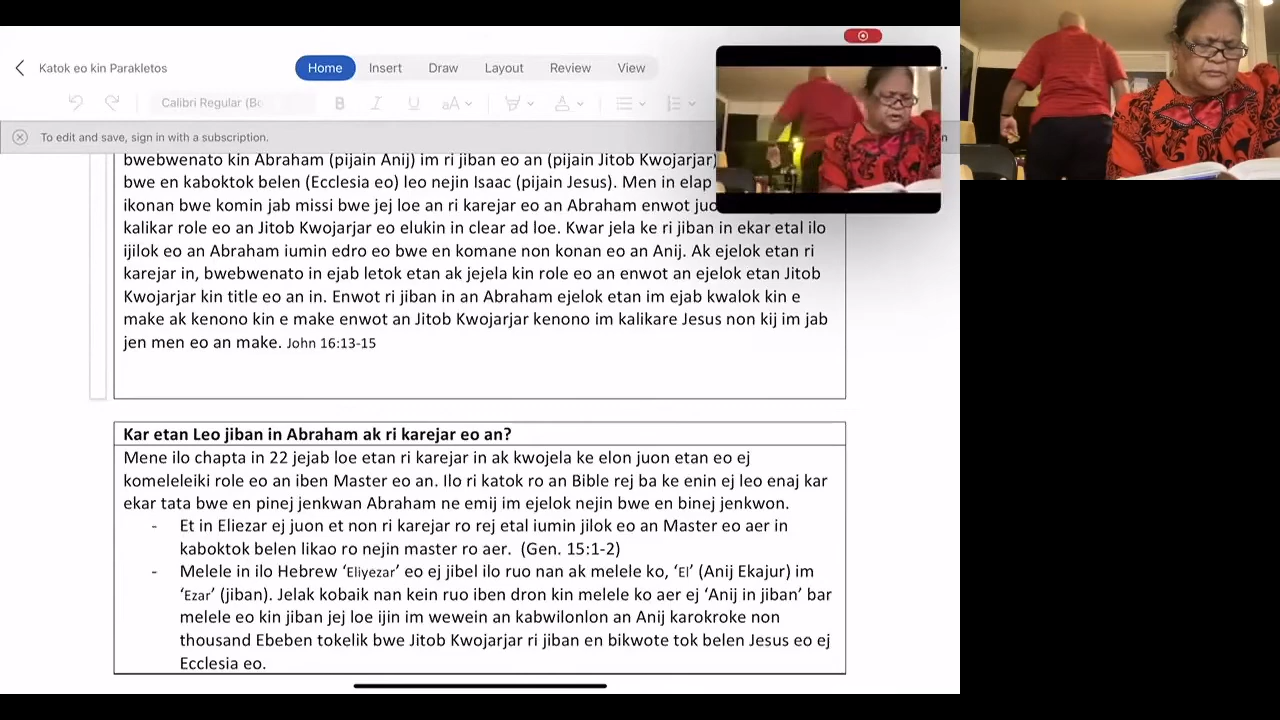 Katok eo kin Parakletos
Home Insert Draw Layout Review View
Calibri Regular (Bo
B I U aA A
To edit and save, sign in with a subscription.
bwebwenato kin Abraham (pijain Anij) im ri jiban eo an (pijain Jitob Kwojarjar)
bwe en kaboktok belen (Ecclesia eo) leo nejin Isaac (pijain Jesus). Men in elap
ikonan bwe komin jab missi bwe jej loe an ri karejar eo an Abraham enwot juo
kalikar role eo an Jitob Kwojarjar eo elukin in clear ad loe. Kwar jela ke ri jiban in ekar etal ilo
ijilok eo an Abraham iumin edro eo bwe en komane non konan eo an Anij. Ak ejelok etan ri
karejar in, bwebwenato in ejab letok etan ak jejela kin role eo an enwot an ejelok etan Jitob
Kwojarjar kin title eo an in. Enwot ri jiban in an Abraham ejelok etan im ejab kwalok kin e
make ak kenono kin e make enwot an Jitob Kwojarjar kenono im kalikare Jesus non kij im jab
jen men eo an make. John 16:13-15
Kar etan Leo jiban in Abraham ak ri karejar eo an?
Mene ilo chapta in 22 jejab loe etan ri karejar in ak kwojela ke elon juon etan eo ej
komeleleiki role eo an iben Master eo an. Ilo ri katok ro an Bible rej ba ke enin ej leo enaj kar
ekar tata bwe en pinej jenkwan Abraham ne emij im ejelok nejin bwe en binej jenkwon.
- Et in Eliezar ej juon et non ri karejar ro rej etal iumin jilok eo an Master eo aer in
kaboktok belen likao ro nejin master ro aer. (Gen. 15:1-2)
- Melele in ilo Hebrew ‘Eliyezar’ eo ej jibel ilo ruo nan ak melele ko, ‘El’ (Anij Ekajur) im
‘Ezar’ (jiban). Jelak kobaik nan kein ruo iben dron kin melele ko aer ej ‘Anij in jiban’ bar
melele eo kin jiban jej loe ijin im wewein an kabwilonlon an Anij karokroke non
thousand Ebeben tokelik bwe Jitob Kwojarjar ri jiban en bikwote tok belen Jesus eo ej
Ecclesia eo.